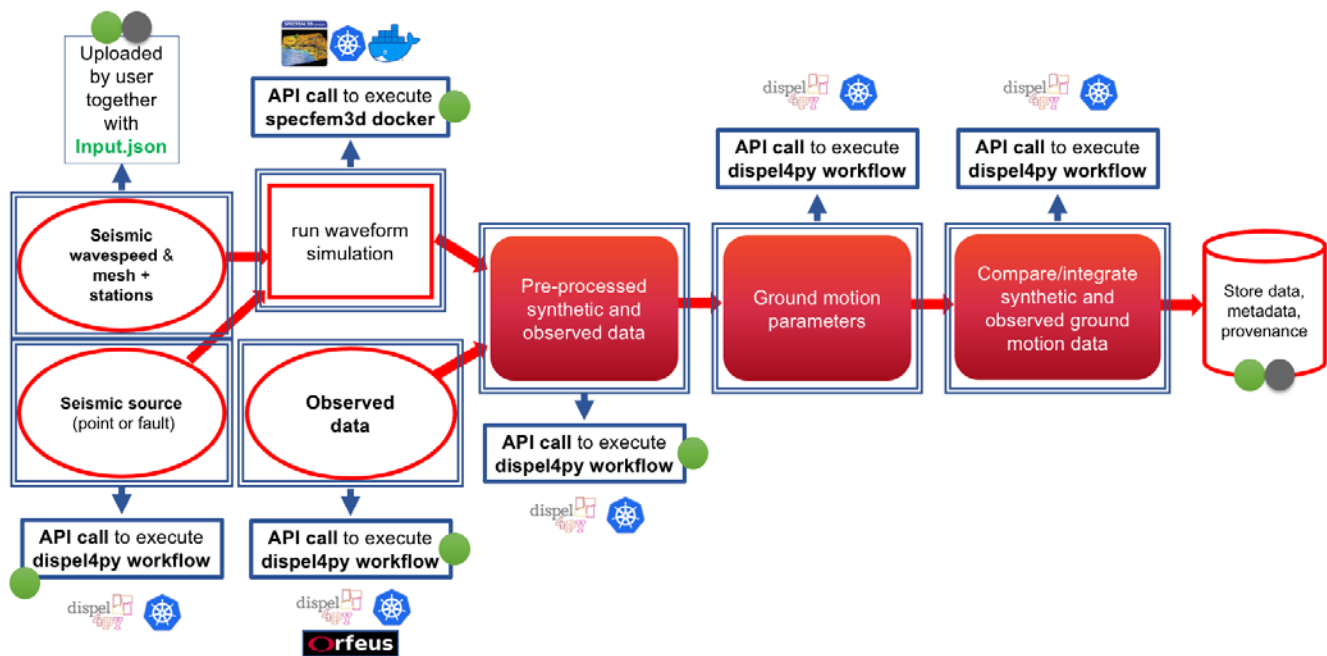 Uploaded
by user
together
with
Input.json
SPECFEM 3D
API call to execute
specfem3d docker
dispel
4PY
API call to execute
dispel4py workflow
dispel
4PY
API call to execute
dispel4py workflow
Seismic
wavespeed &
mesh +
stations
run waveform
simulation
Pre-processed
synthetic and
observed data
Ground motion
parameters
Compare/integrate
synthetic and
observed ground
motion data
Store data,
metadata,
provenance
Seismic source
(point or fault)
Observed
data
API call to execute
dispel4py workflow
dispel
4PY
API call to execute
dispel4py workflow
dispel
4PY
API call to execute
dispel4py workflow
dispel
4PY
Orfeus